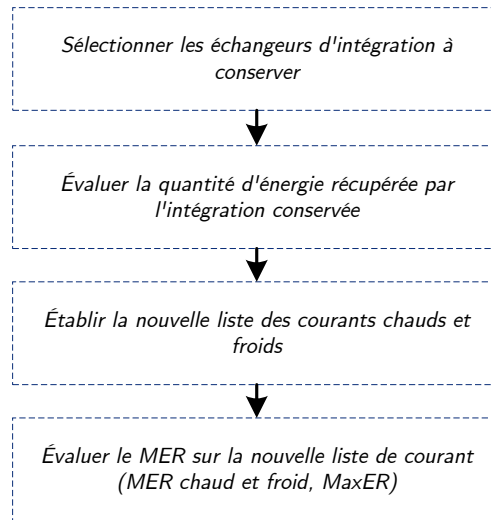 Sélectionner les échangeurs d'intégration à
conserver
Évaluer la quantité d'énergie récupérée par
l'intégration conservée
Établir la nouvelle liste des courants chauds et
froids
Évaluer le MER sur la nouvelle liste de courant
(MER chaud et froid, MaxER)